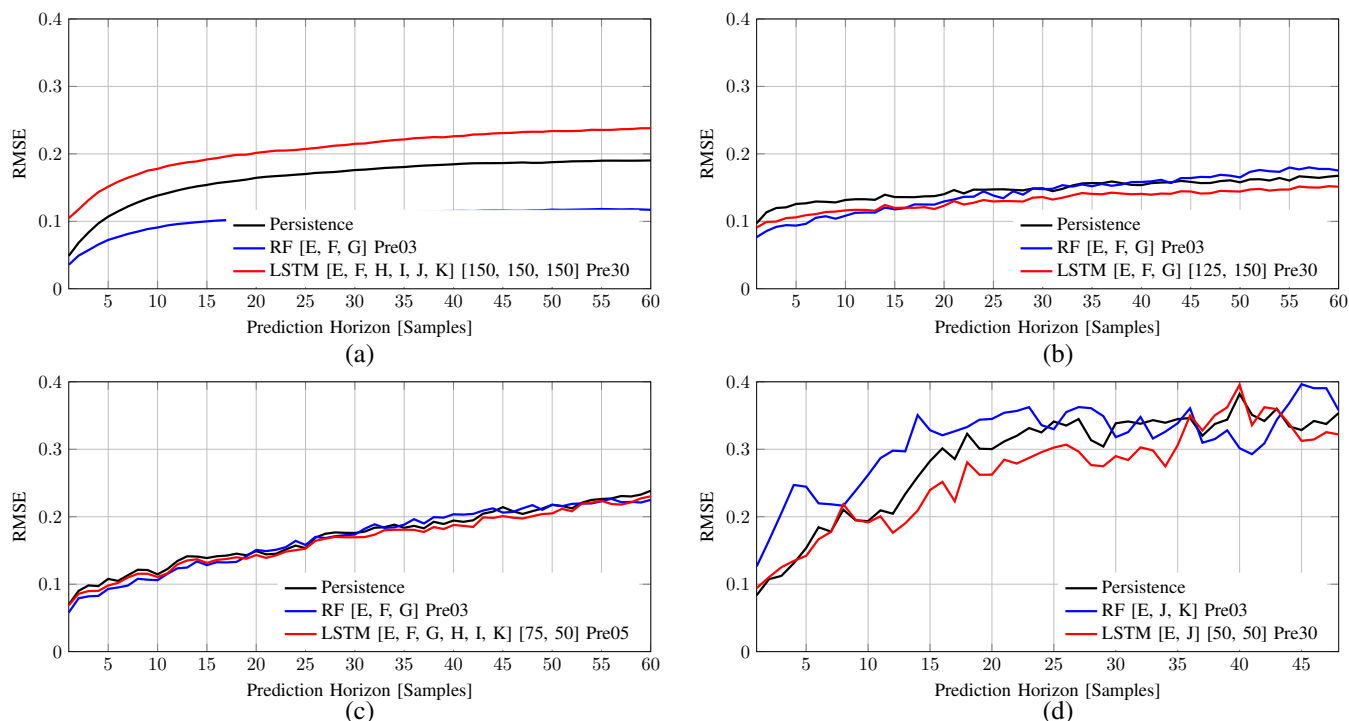 0.4
0.3
0.2
0.1
0
RMSE
Persistence
RF [E, F, G] Pre03
LSTM [E, F, H, I, J, K] [150, 150, 150] Pre30
5 10 15 20 25 30 35 40 45 50 55 60
Prediction Horizon [Samples]
(a)
0.4
0.3
0.2
0.1
0
RMSE
Persistence
RF [E, F, G] Pre03
LSTM [E, F, G] [125, 150] Pre30
5 10 15 20 25 30 35 40 45 50 55 60
Prediction Horizon [Samples]
(b)
0.4
0.3
0.2
0.1
0
RMSE
Persistence
RF [E, F, G] Pre03
LSTM [E, F, G, H, I, K] [75, 50] Pre05
5 10 15 20 25 30 35 40 45 50 55 60
Prediction Horizon [Samples]
(c)
0.4
0.3
0.2
0.1
0
RMSE
Persistence
RF [E, J, K] Pre03
LSTM [E, J] [50, 50] Pre30
5 10 15 20 25 30 35 40 45
Prediction Horizon [Samples]
(d)